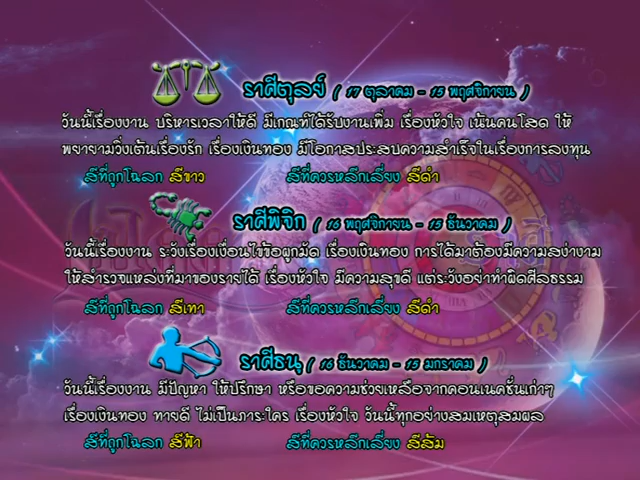 ราศีตุลย์ ( 17 ตุลาคม - 15 พฤศจิกายน )
วันนี้เรื่องงาน บริหารเวลาให้ดี มีเกณฑ์ได้รับงานเพิ่ม เรื่องหัวใจ เน้นคนโสด ให้
พยายามวิ่งเต้นเรื่องรัก เรื่องเงินทอง มีโอกาสประสบความสำเร็จในเรื่องการลงทุน
สีที่ถูกโฉลก สีขาว สีที่ควรหลีกเลี่ยง สีดำ
ราศีพิจิก ( 16 พฤศจิกายน - 15 ธันวาคม )
วันนี้เรื่องงาน ระวังเรื่องเงื่อนไขข้อผูกมัด เรื่องเงินทอง การได้มาต้องมีความสง่างาม
ให้สำรวจแหล่งที่มาของรายได้ เรื่องหัวใจ มีความสุขดี แต่ระวังอย่าทำผิดศีลธรรม
สีที่ถูกโฉลก สีเทา สีที่ควรหลีกเลี่ยง สีดำ
ราศีธนู ( 16 ธันวาคม - 15 มกราคม )
วันนี้เรื่องงาน มีปัญหา ให้ปรึกษา หรือขอความช่วยเหลือจากคอนเนคชั่นเก่าๆ
เรื่องเงินทอง ทายดี ไม่เป็นภาระใคร เรื่องหัวใจ วันนี้ทุกอย่างสมเหตุสมผล
สีที่ถูกโฉลก สีฟ้า สีที่ควรหลีกเลี่ยง สีส้ม